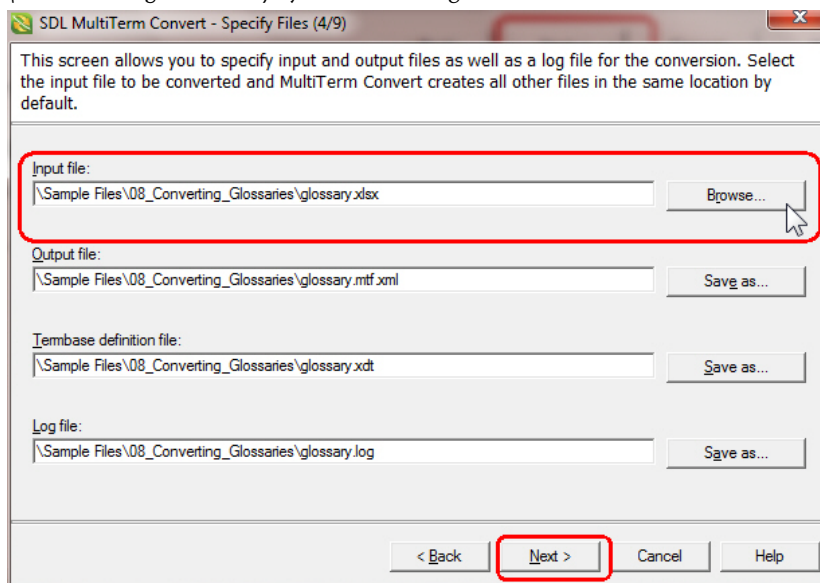 SDL MultiTerm Convert - Specify Files (4/9)
This screen allows you to specify input and output files as well as a log file for the conversion. Select
the input file to be converted and MultiTerm Convert creates all other files in the same location by
default.
Input file:
\Sample Files\08_Converting_Glossaries\glossary.xlsx
Browse...
Output file:
\Sample Files\08_Converting_Glossaries\glossary.mtf.xml
Save as...
Termbase definition file:
\Sample Files\08_Converting_Glossaries\glossary.xdt
Save as...
Log file:
\Sample Files\08_Converting_Glossaries\glossary.log
Save as...
< Back Next > Cancel Help